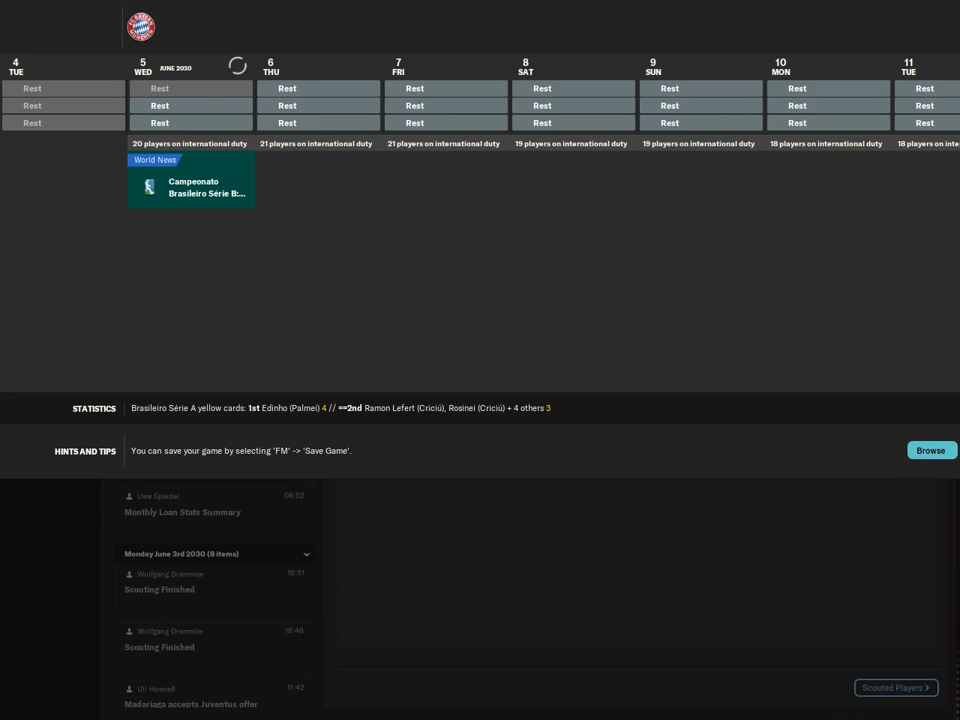 4
TUE
5
WED JUNE 2030
6
THU
7
FRI
8
SAT
9
SUN
10
MON
11
TUE
Rest Rest Rest Rest Rest Rest Rest Rest
Rest Rest Rest Rest Rest Rest Rest Rest
Rest Rest Rest Rest Rest Rest Rest Rest
20 players on international duty
21 players on international duty
21 players on international duty
19 players on international duty
19 players on international duty
18 players on international duty
18 players on inte
World News
Campeonato
Brasileiro Série B:...
STATISTICS Brasileiro Série A yellow cards: 1st Edinho (Palmei) 4 // ==2nd Ramon Lefert (Criciú), Rosinei (Criciú) + 4 others 3
HINTS AND TIPS You can save your game by selecting 'FM' -> 'Save Game'. Browse
Uwe Speidel 08:52
Monthly Loan Stats Summary
Monday June 3rd 2030 (8 items)
Wolfgang Dremmler 18:51
Scouting Finished
Wolfgang Dremmler 18:48
Scouting Finished
Uli Hoeneß 11:42
Madariaga accepts Juventus offer
Scouted Players >